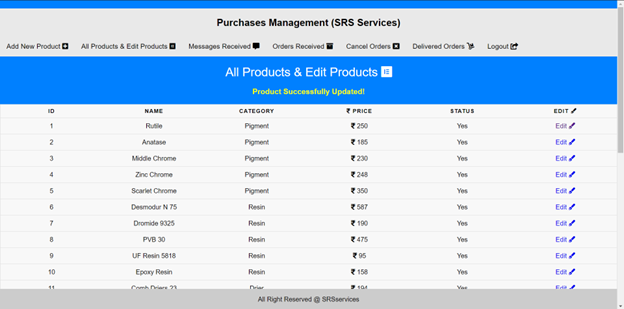 Purchases Management (SRS Services)
Add New Product All Products & Edit Products Messages Received Orders Received Cancel Orders Delivered Orders Logout
All Products & Edit Products
Product Successfully Updated!
ID NAME CATEGORY ₹ PRICE STATUS EDIT
1 Rutile Pigment ₹ 250 Yes Edit
2 Anatase Pigment ₹ 185 Yes Edit
3 Middle Chrome Pigment ₹ 230 Yes Edit
4 Zinc Chrome Pigment ₹ 248 Yes Edit
5 Scarlet Chrome Pigment ₹ 350 Yes Edit
6 Desmodur N 75 Resin ₹ 587 Yes Edit
7 Dromide 9325 Resin ₹ 190 Yes Edit
8 PVB 30 Resin ₹ 475 Yes Edit
9 UF Resin 5818 Resin ₹ 95 Yes Edit
10 Epoxy Resin Resin ₹ 158 Yes Edit
11 Comb Driers 23 Drier ₹ 194 Yes Edit
All Right Reserved @ SRSservices